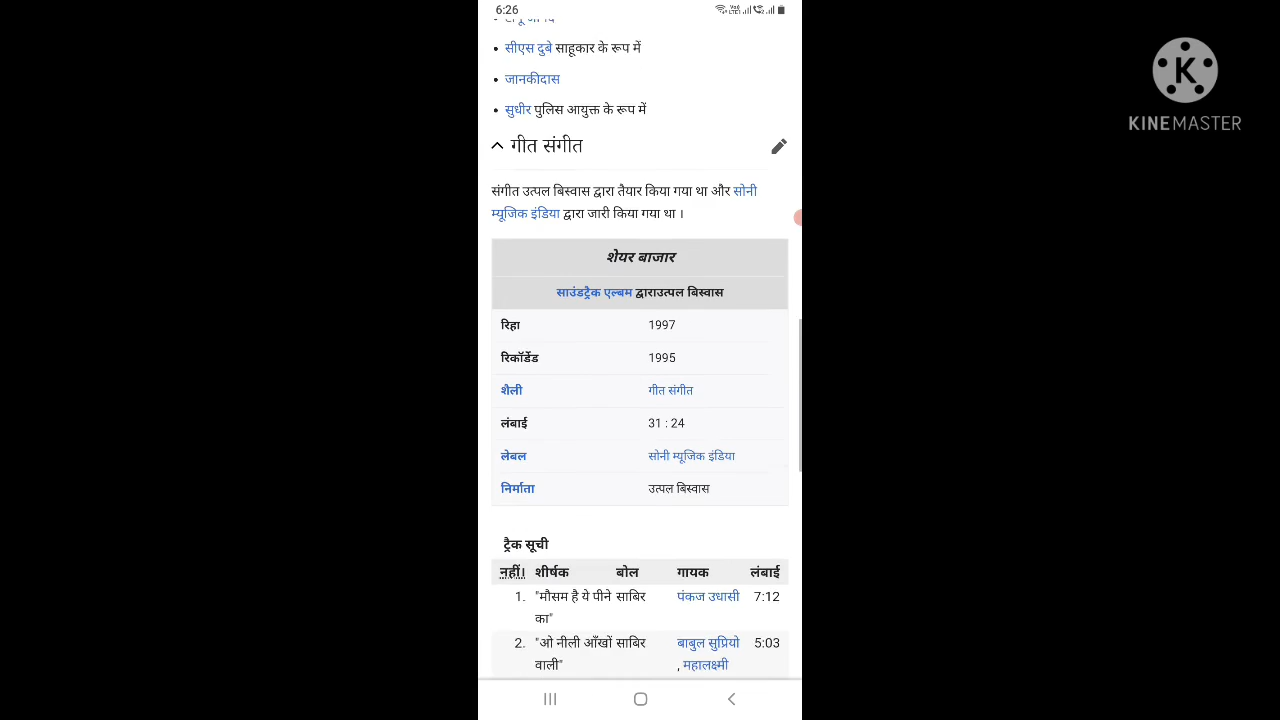 6:26
सीएस दुबे साहूकार के रूप में
जानकीदास
सुधीर पुलिस आयुक्त के रूप में
गीत संगीत
संगीत उत्पल बिस्वास द्वारा तैयार किया गया था और सोनी
म्यूजिक इंडिया द्वारा जारी किया गया था ।
शेयर बाजार
साउंडट्रैक एल्बम द्वाराउत्पल बिस्वास
रिहा 1997
रिकॉर्डेड 1995
शैली गीत संगीत
लंबाई 31 : 24
लेबल सोनी म्यूजिक इंडिया
निर्माता उत्पल बिस्वास
ट्रैक सूची
नहीं। शीर्षक बोल गायक लंबाई
1. "मौसम है ये पीने साबिर पंकज उधासी 7:12
का"
2. "ओ नीली आँखों साबिर बाबुल सुप्रियो 5:03
वाली" , महालक्ष्मी
K
KINEMASTER